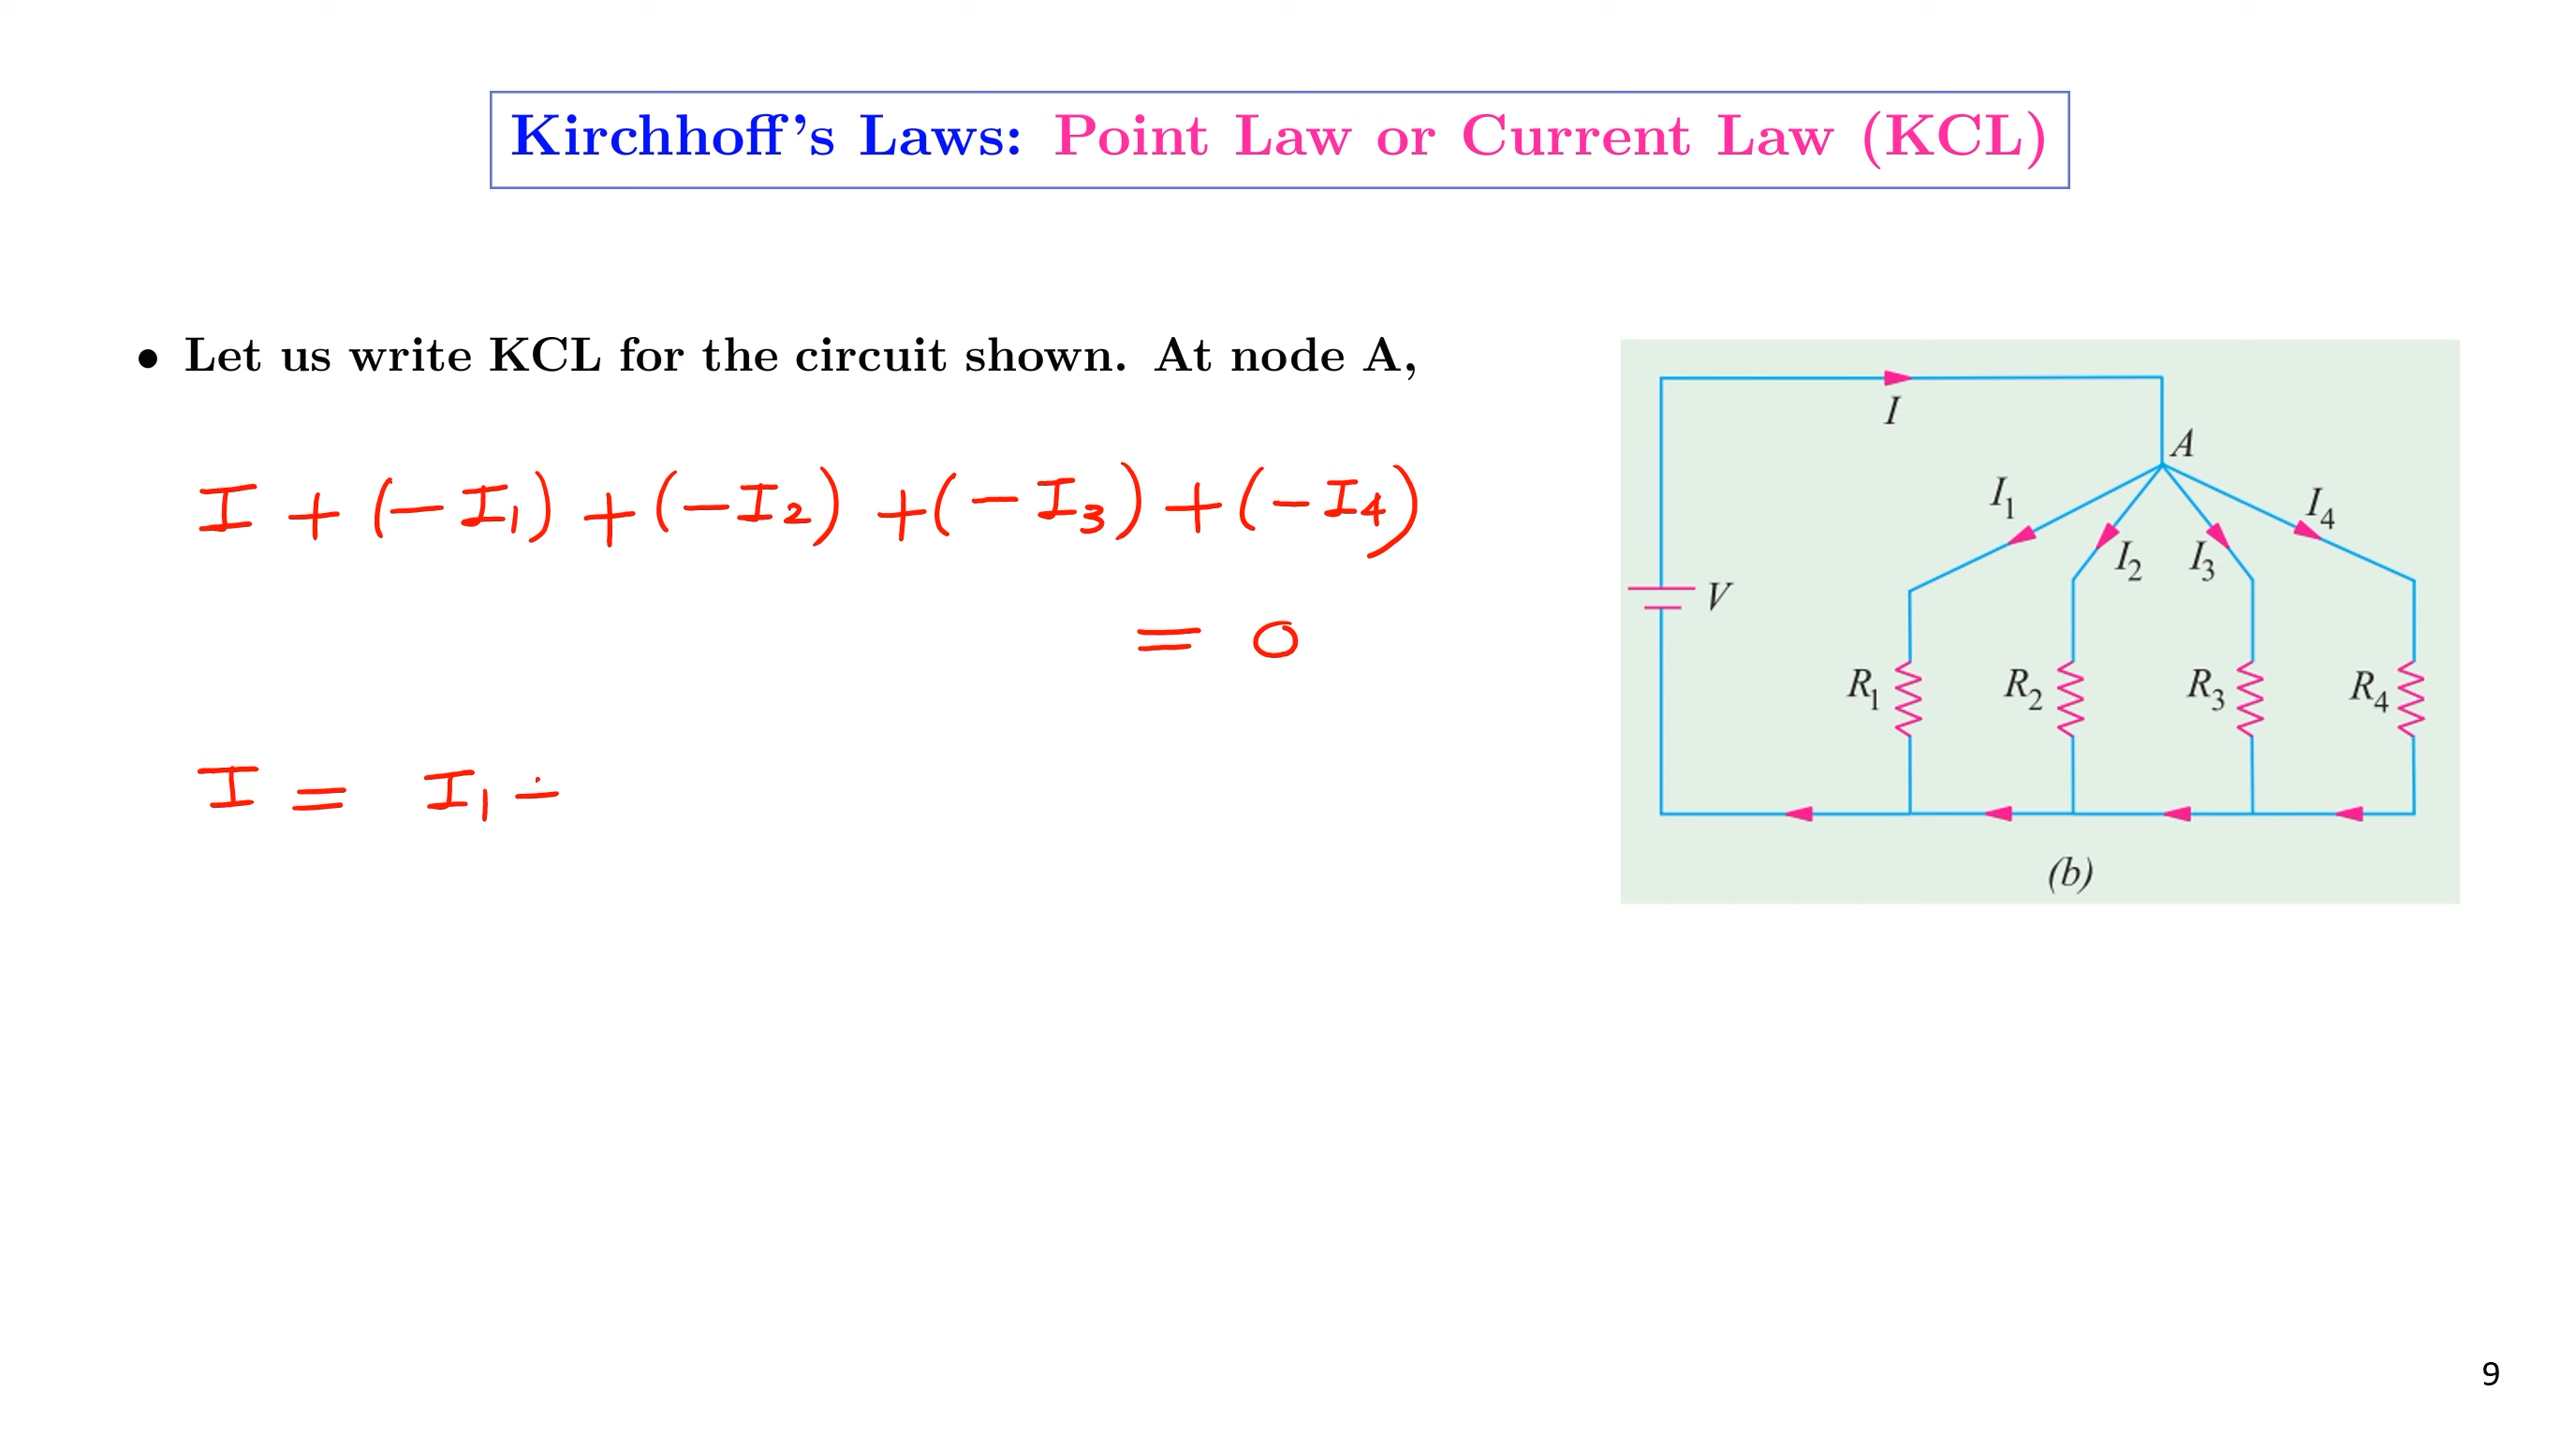 Kirchhoff's Laws: Point Law or Current Law (KCL)
• Let us write KCL for the circuit shown. At node A,
I + (-I₁) + (-I₂) + (-I₃) + (-I₄)
= 0
I = I₁
I
A
I₁
I₂
I₃
I₄
V
R₁
R₂
R₃
R₄
(b)
9